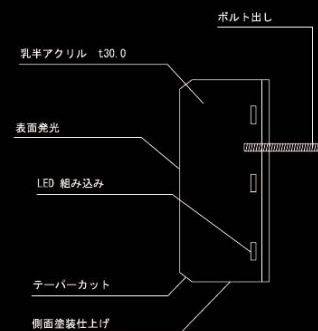 ボルト出し
乳半アクリル t30.0
表面発光
LED 組み込み
テーパーカット
側面塗装仕上げ